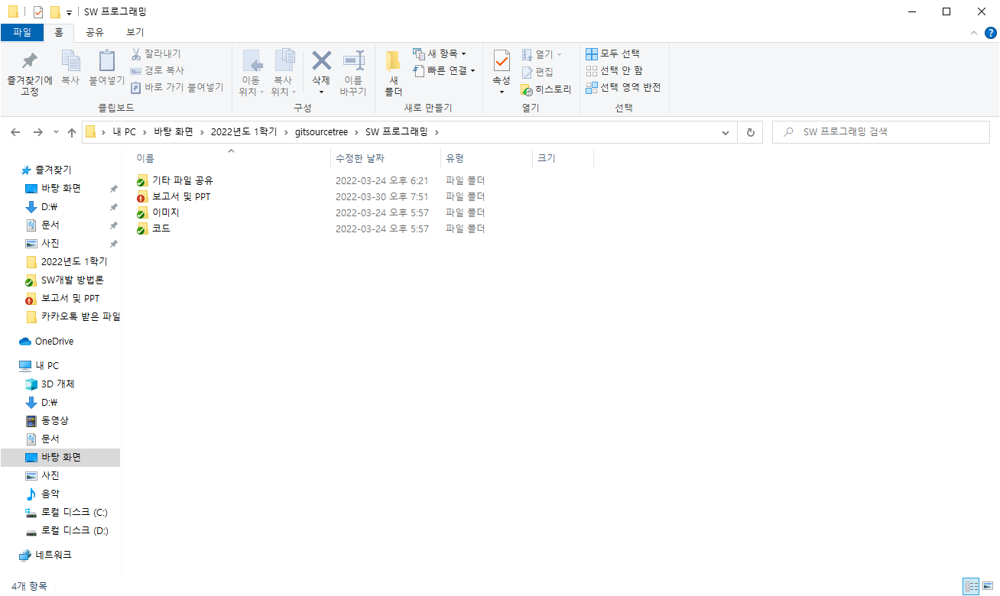 SW 프로그래밍
파일 홈 공유 보기
즐겨찾기에 고정
복사
붙여넣기
잘라내기
경로 복사
바로 가기 붙여넣기
클립보드
이동 위치
복사 위치
삭제
이름 바꾸기
구성
새 폴더
새 항목
빠른 연결
새로 만들기
속성
열기
편집
히스토리
열기
모두 선택
선택 안 함
선택 영역 반전
선택
내 PC › 바탕 화면 › 2022년도 1학기 › gitsourcetree › SW 프로그래밍 ›
SW 프로그래밍 검색
즐겨찾기
바탕 화면
D:₩
문서
사진
2022년도 1학기
SW개발 방법론
보고서 및 PPT
카카오톡 받은 파일
OneDrive
내 PC
3D 개체
D:₩
동영상
문서
바탕 화면
사진
음악
로컬 디스크 (C:)
로컬 디스크 (D:)
네트워크
이름 수정한 날짜 유형 크기
기타 파일 공유 2022-03-24 오후 6:21 파일 폴더
보고서 및 PPT 2022-03-30 오후 7:51 파일 폴더
이미지 2022-03-24 오후 5:57 파일 폴더
코드 2022-03-24 오후 5:57 파일 폴더
4개 항목